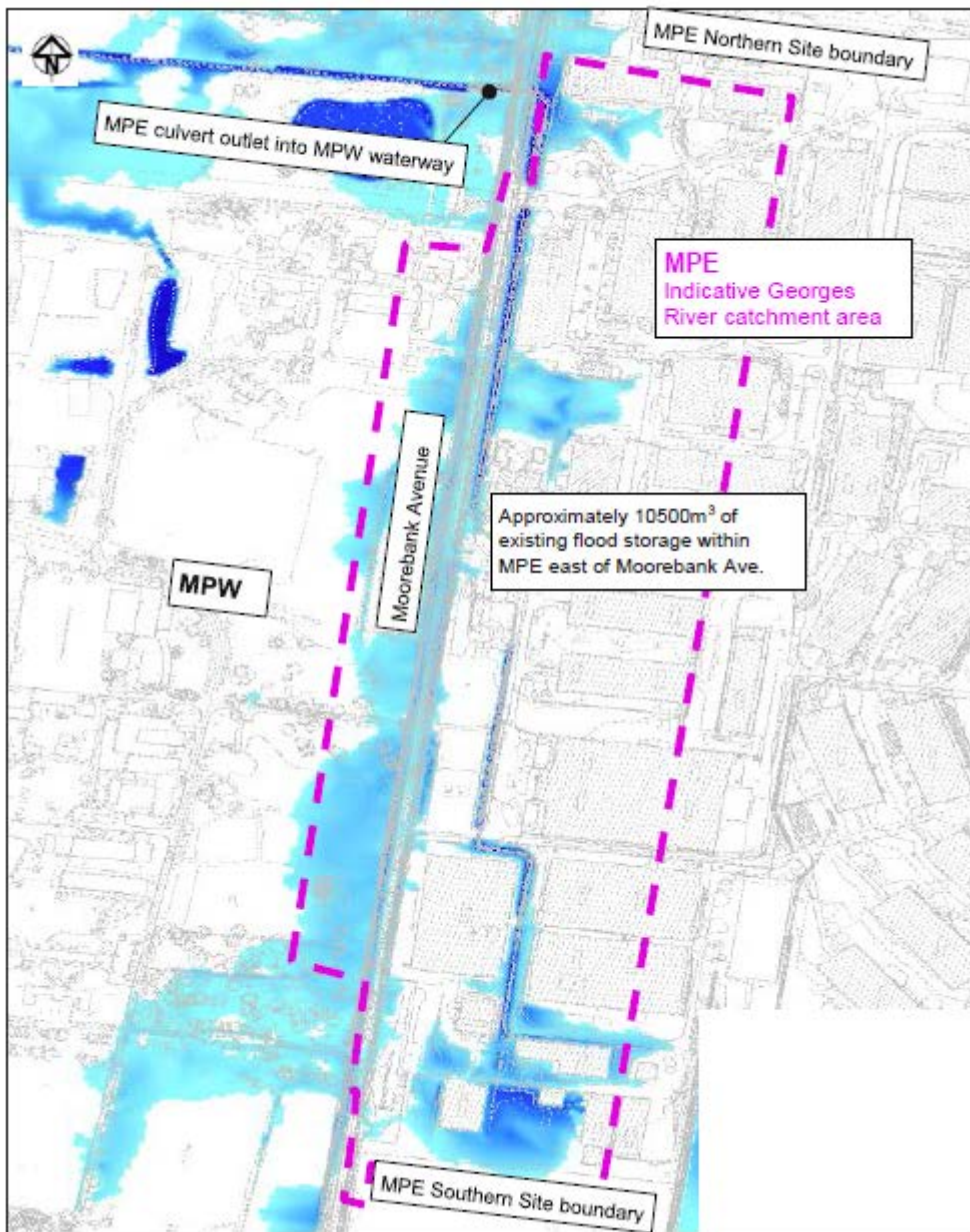 N
MPE Northern Site boundary
MPE culvert outlet into MPW waterway
MPE
Indicative Georges
River catchment area
Moorebank Avenue
Approximately 10500m³ of
existing flood storage within
MPE east of Moorebank Ave.
MPW
MPE Southern Site boundary